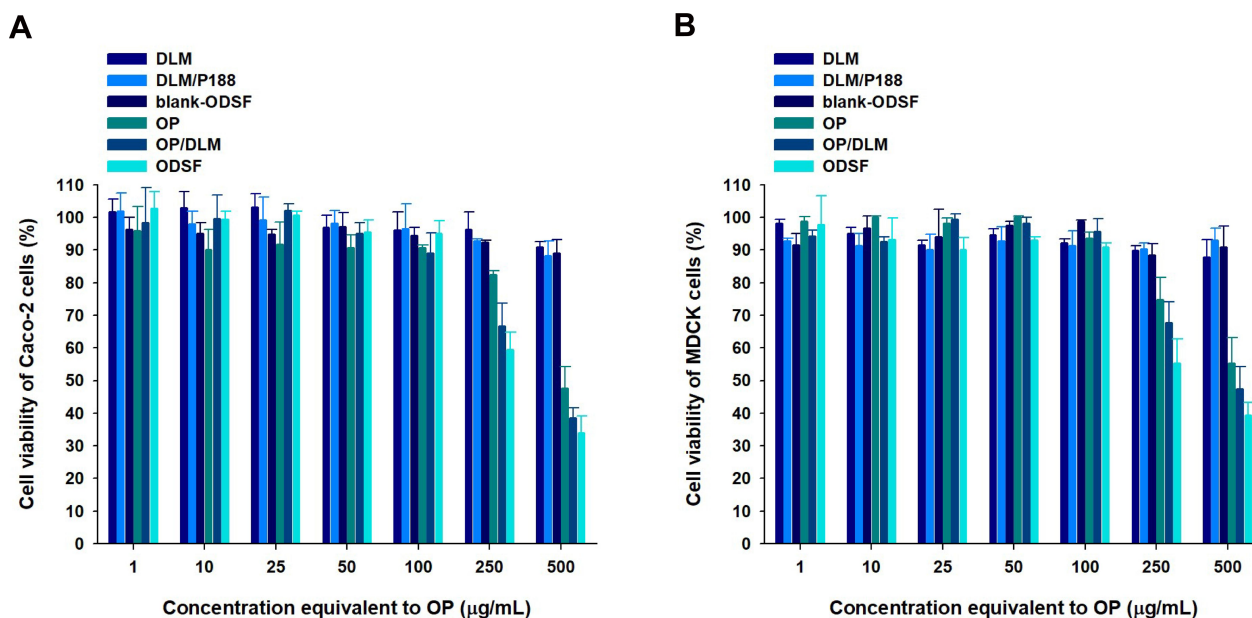 A
DLM
DLM/P188
blank-ODSF
OP
OP/DLM
ODSF
Cell viability of Caco-2 cells (%)
110
100
90
80
70
60
50
40
30
20
10
0
1 10 25 50 100 250 500
Concentration equivalent to OP (μg/mL)
B
DLM
DLM/P188
blank-ODSF
OP
OP/DLM
ODSF
Cell viability of MDCK cells (%)
110
100
90
80
70
60
50
40
30
20
10
0
1 10 25 50 100 250 500
Concentration equivalent to OP (μg/mL)